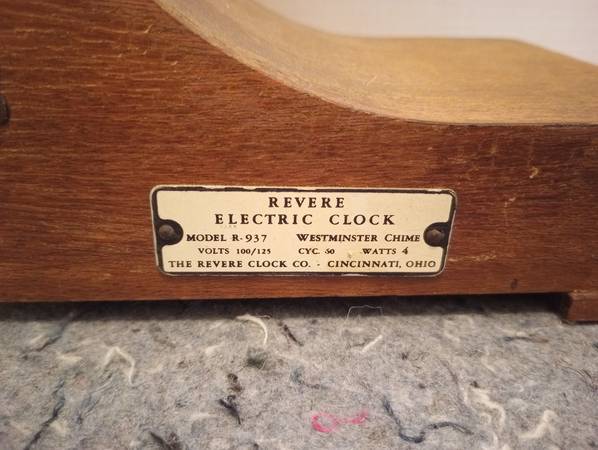 REVERE
ELECTRIC CLOCK
MODEL R-937 WESTMINSTER CHIME
VOLTS 100/125 CYC. 60 WATTS 4
THE REVERE CLOCK CO. - CINCINNATI, OHIO